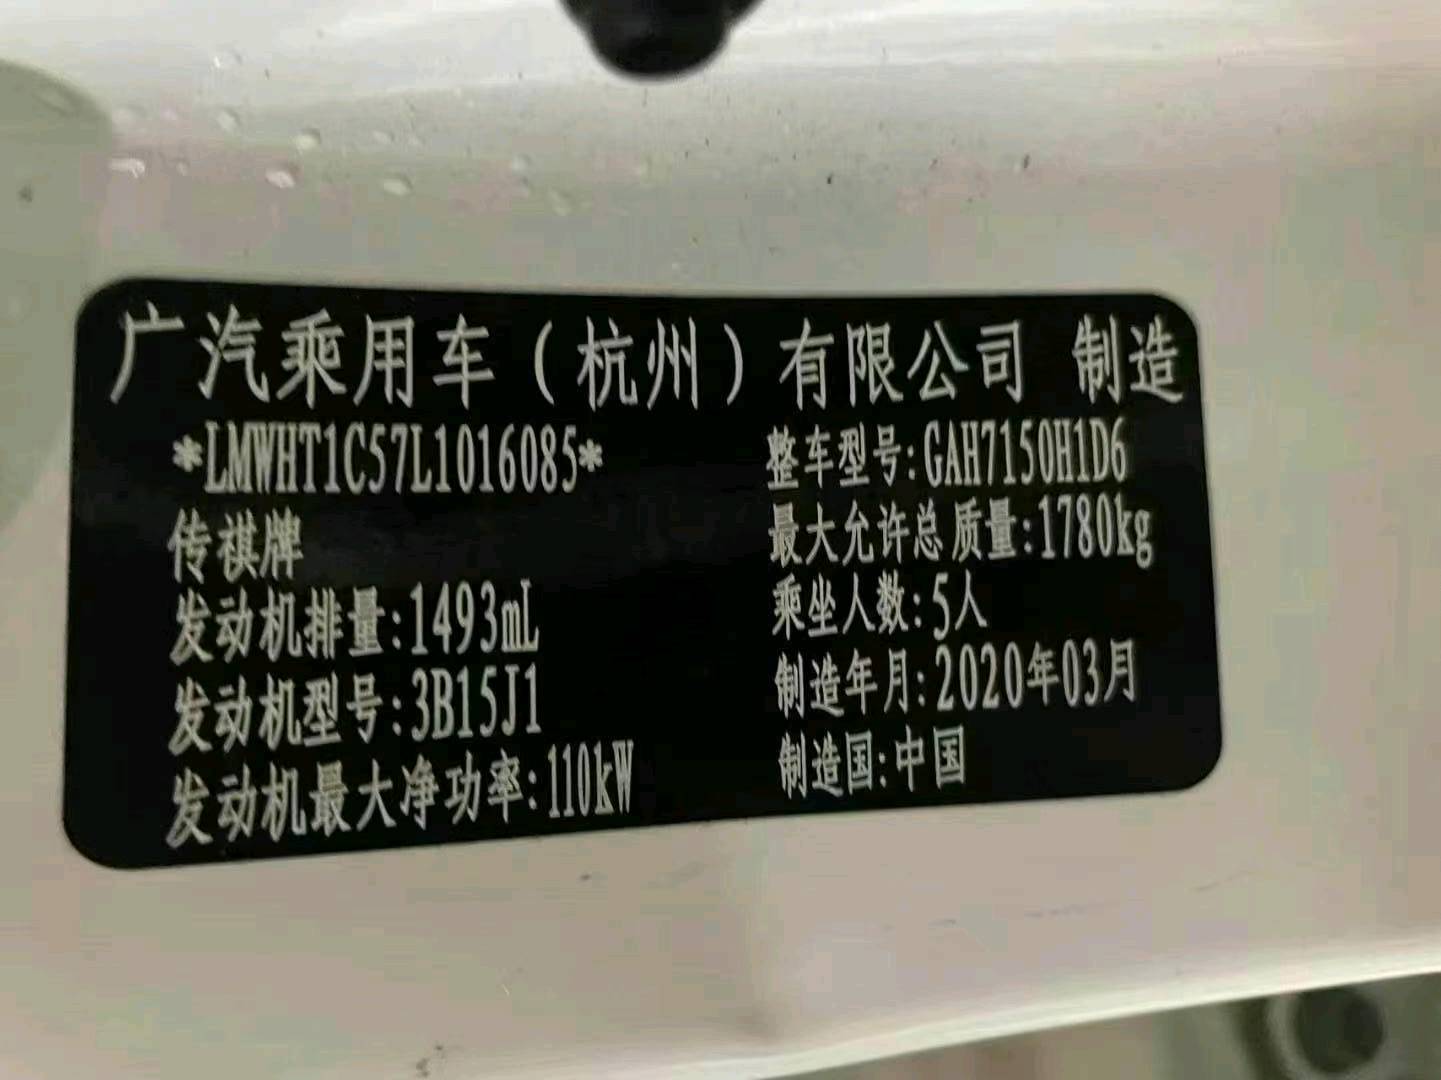 广汽乘用车(杭州)有限公司 制造
*LMWHT1C57L1016085*
传祺牌
发动机排量:1493mL
发动机型号:3B15J1
发动机最大净功率:110kW
整车型号:GAH7150H1D6
最大允许总质量:1780kg
乘坐人数:5人
制造年月:2020年03月
制造国:中国